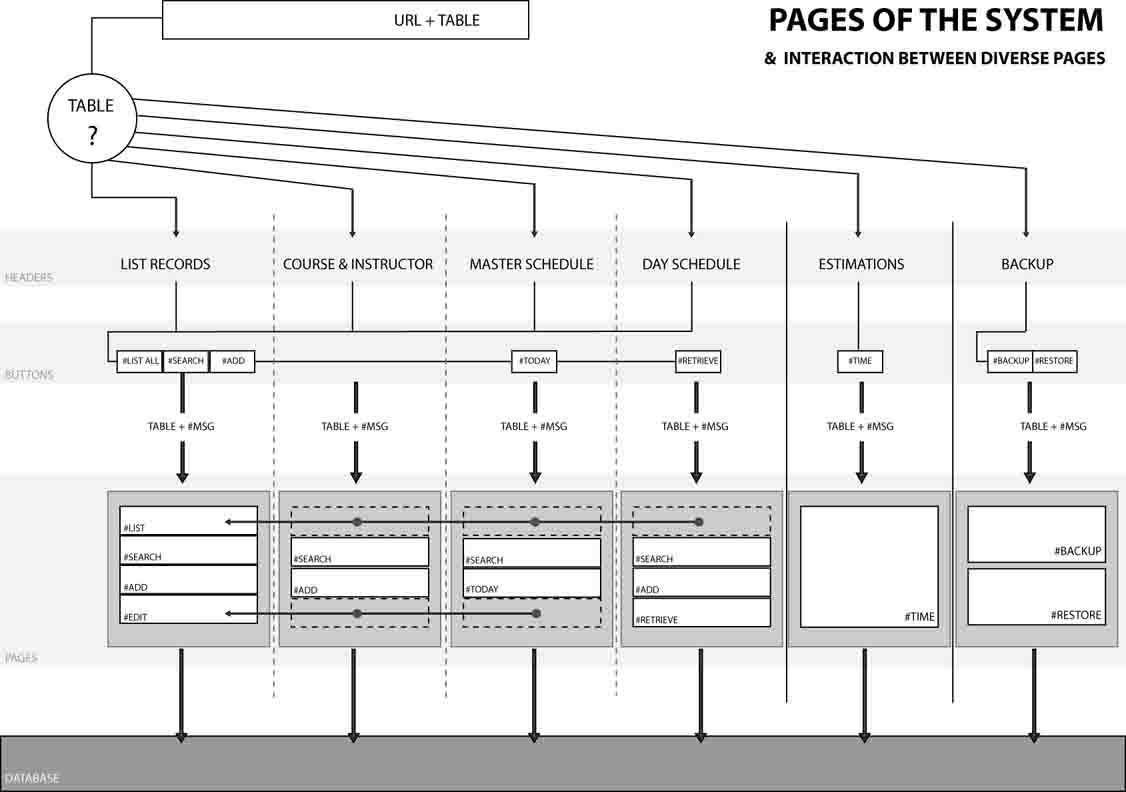 URL + TABLE
PAGES OF THE SYSTEM
& INTERACTION BETWEEN DIVERSE PAGES
TABLE
?
HEADERS
LIST RECORDS
COURSE & INSTRUCTOR
MASTER SCHEDULE
DAY SCHEDULE
ESTIMATIONS
BACKUP
BUTTONS
#LIST ALL
#SEARCH
#ADD
#TODAY
#RETRIEVE
#TIME
#BACKUP
#RESTORE
TABLE + #MSG
TABLE + #MSG
TABLE + #MSG
TABLE + #MSG
TABLE + #MSG
TABLE + #MSG
PAGES
#LIST
#SEARCH
#ADD
#EDIT
#SEARCH
#ADD
#SEARCH
#TODAY
#SEARCH
#ADD
#RETRIEVE
#TIME
#BACKUP
#RESTORE
DATABASE